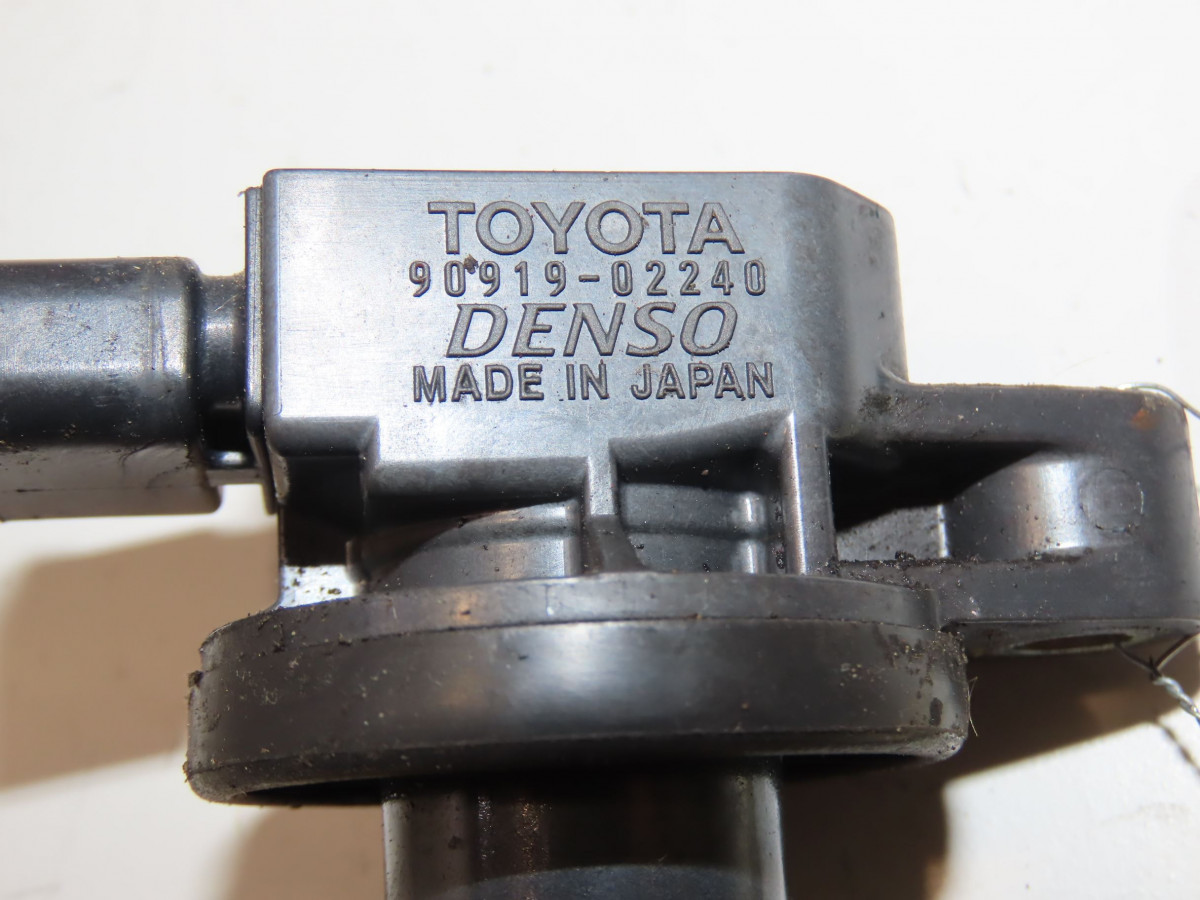 TOYOTA
90919-02240
DENSO
MADE IN JAPAN